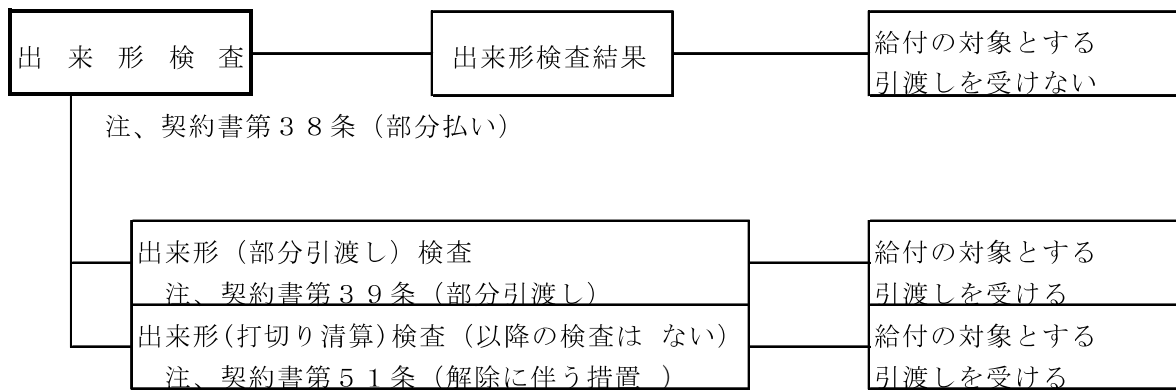 出 来 形 検 査
出来形検査結果
給付の対象とする
引渡しを受けない
注、契約書第３８条（部分払い）
出来形（部分引渡し）検査
注、契約書第３９条（部分引渡し）
給付の対象とする
引渡しを受ける
出来形(打切り清算)検査（以降の検査は ない）
注、契約書第５１条（解除に伴う措置 ）
給付の対象とする
引渡しを受ける